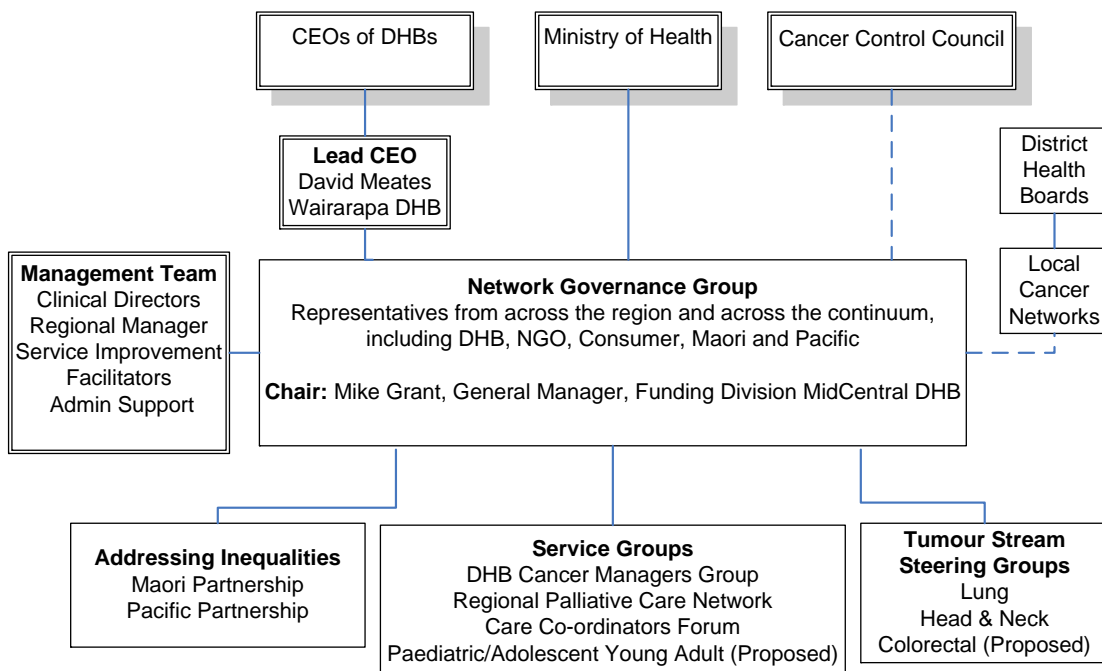 CEOs of DHBs
Ministry of Health
Cancer Control Council
Lead CEO
David Meates
Wairarapa DHB
District
Health
Boards
Local
Cancer
Networks
Management Team
Clinical Directors
Regional Manager
Service Improvement
Facilitators
Admin Support
Network Governance Group
Representatives from across the region and across the continuum,
including DHB, NGO, Consumer, Maori and Pacific
Chair: Mike Grant, General Manager, Funding Division MidCentral DHB
Addressing Inequalities
Maori Partnership
Pacific Partnership
Service Groups
DHB Cancer Managers Group
Regional Palliative Care Network
Care Co-ordinators Forum
Paediatric/Adolescent Young Adult (Proposed)
Tumour Stream
Steering Groups
Lung
Head & Neck
Colorectal (Proposed)